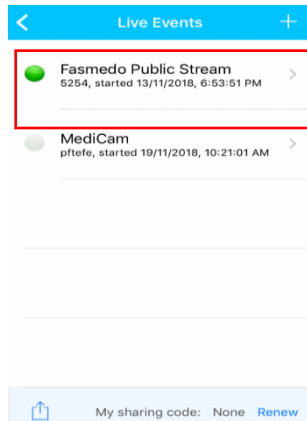 Live Events
Fasmedo Public Stream
5254, started 13/11/2018, 6:53:51 PM
MediCam
pftefe, started 19/11/2018, 10:21:01 AM
My sharing code: None Renew